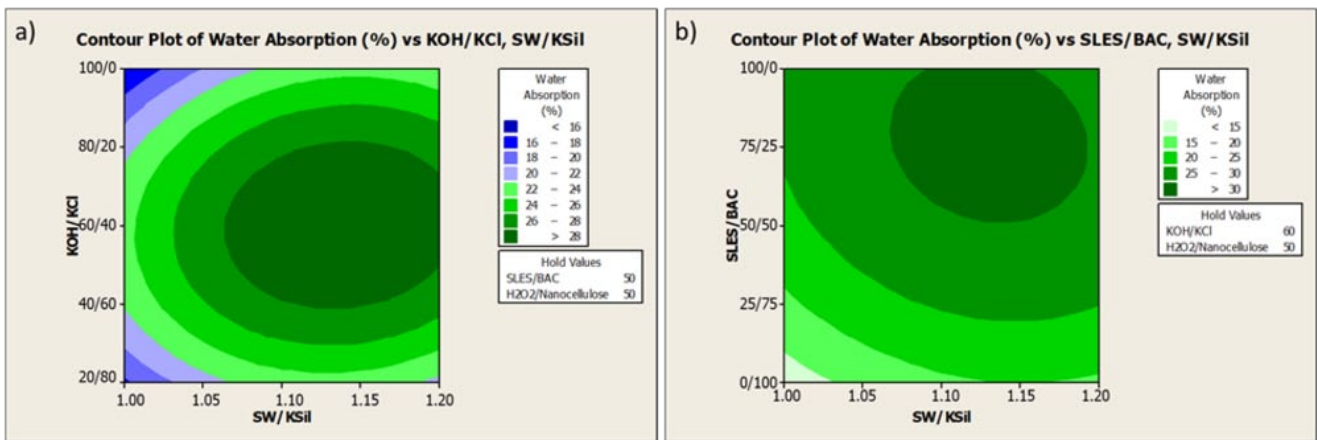 a)
Contour Plot of Water Absorption (%) vs KOH/KCl, SW/KSil
100/0
80/20
60/40
40/60
20/80
KOH/KCl
1.00 1.05 1.10 1.15 1.20
SW/KSil
Water
Absorption
(%)
< 16
16 – 18
18 – 20
20 – 22
22 – 24
24 – 26
26 – 28
> 28
Hold Values
SLES/BAC 50
H2O2/Nanocellulose 50
b)
Contour Plot of Water Absorption (%) vs SLES/BAC, SW/KSil
100/0
75/25
50/50
25/75
0/100
SLES/BAC
1.00 1.05 1.10 1.15 1.20
SW/KSil
Water
Absorption
(%)
< 15
15 – 20
20 – 25
25 – 30
> 30
Hold Values
KOH/KCl 60
H2O2/Nanocellulose 50